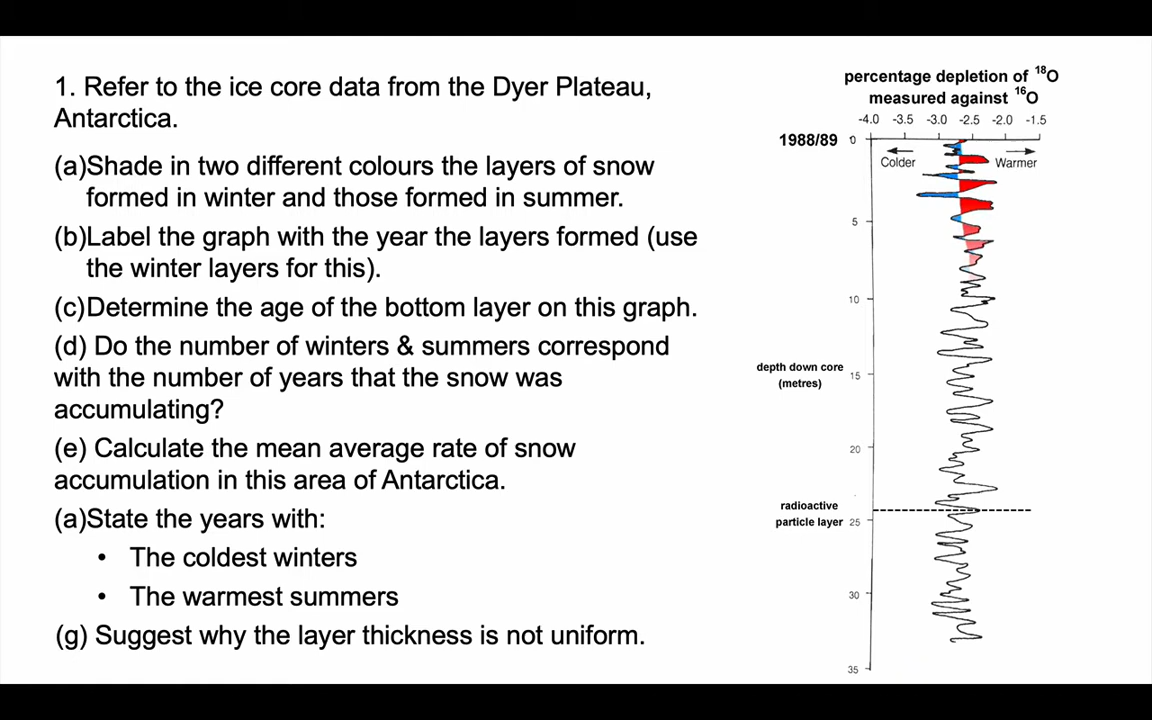 1. Refer to the ice core data from the Dyer Plateau,
Antarctica.
(a)Shade in two different colours the layers of snow
formed in winter and those formed in summer.
(b)Label the graph with the year the layers formed (use
the winter layers for this).
(c)Determine the age of the bottom layer on this graph.
(d) Do the number of winters & summers correspond
with the number of years that the snow was
accumulating?
(e) Calculate the mean average rate of snow
accumulation in this area of Antarctica.
(a)State the years with:
• The coldest winters
• The warmest summers
(g) Suggest why the layer thickness is not uniform.
percentage depletion of 18O
measured against 16O
-4.0 -3.5 -3.0 -2.5 -2.0 -1.5
1988/89 0
Colder Warmer
5
10
depth down core
(metres)
15
20
radioactive
particle layer
25
30
35